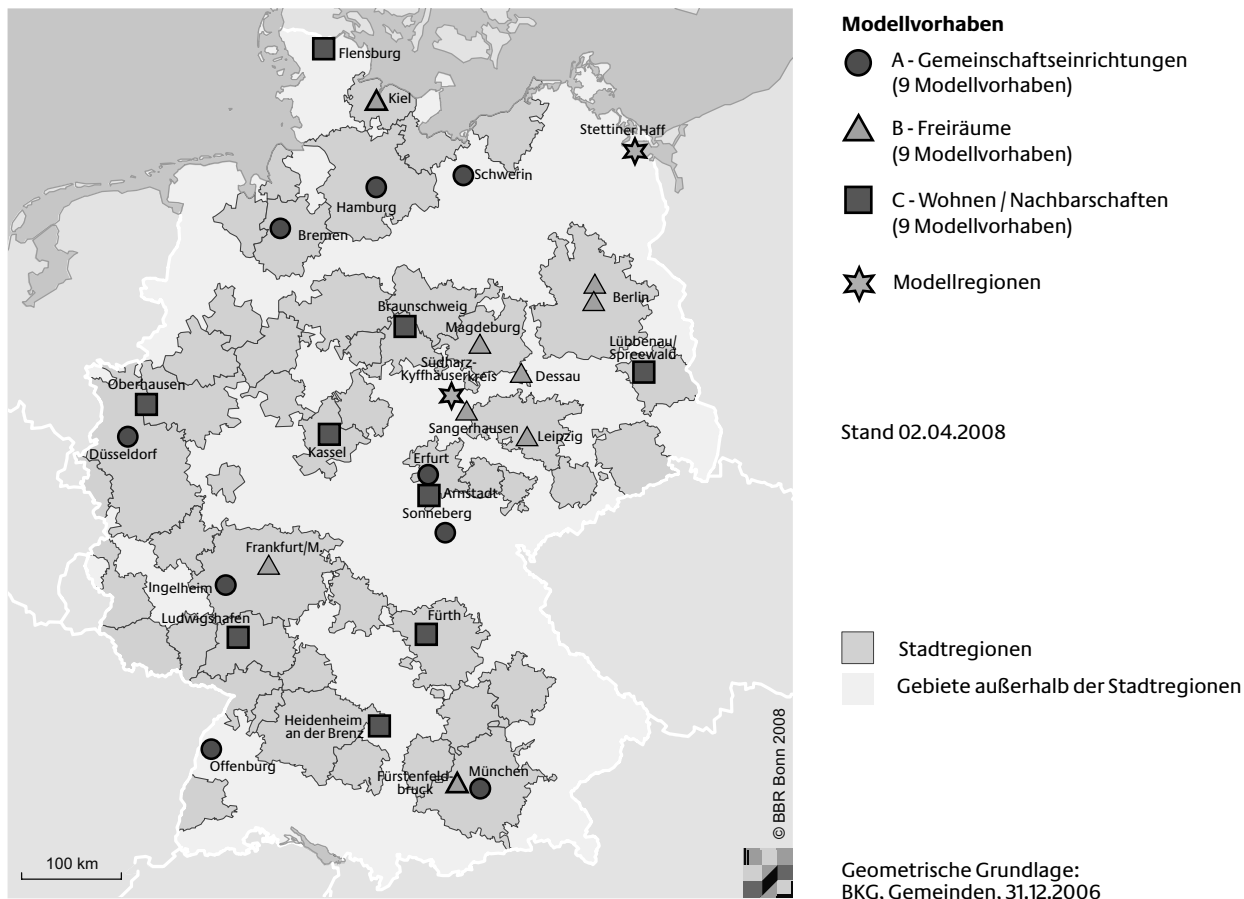 Flensburg
Kiel
Stettiner Haff
Schwerin
Hamburg
Bremen
Berlin
Braunschweig
Magdeburg
Lübbenau/
Spreewald
Südharz-
Kyffhäuserkreis
Dessau
Oberhausen
Sangerhausen
Leipzig
Düsseldorf
Kassel
Erfurt
Arnstadt
Sonneberg
Frankfurt/M.
Ingelheim
Ludwigshafen
Fürth
Heidenheim
an der Brenz
Offenburg
Fürstenfeld-
bruck
München
100 km
© BBR Bonn 2008
Modellvorhaben
A - Gemeinschaftseinrichtungen
(9 Modellvorhaben)
B - Freiräume
(9 Modellvorhaben)
C - Wohnen / Nachbarschaften
(9 Modellvorhaben)
Modellregionen
Stand 02.04.2008
Stadtregionen
Gebiete außerhalb der Stadtregionen
Geometrische Grundlage:
BKG, Gemeinden, 31.12.2006